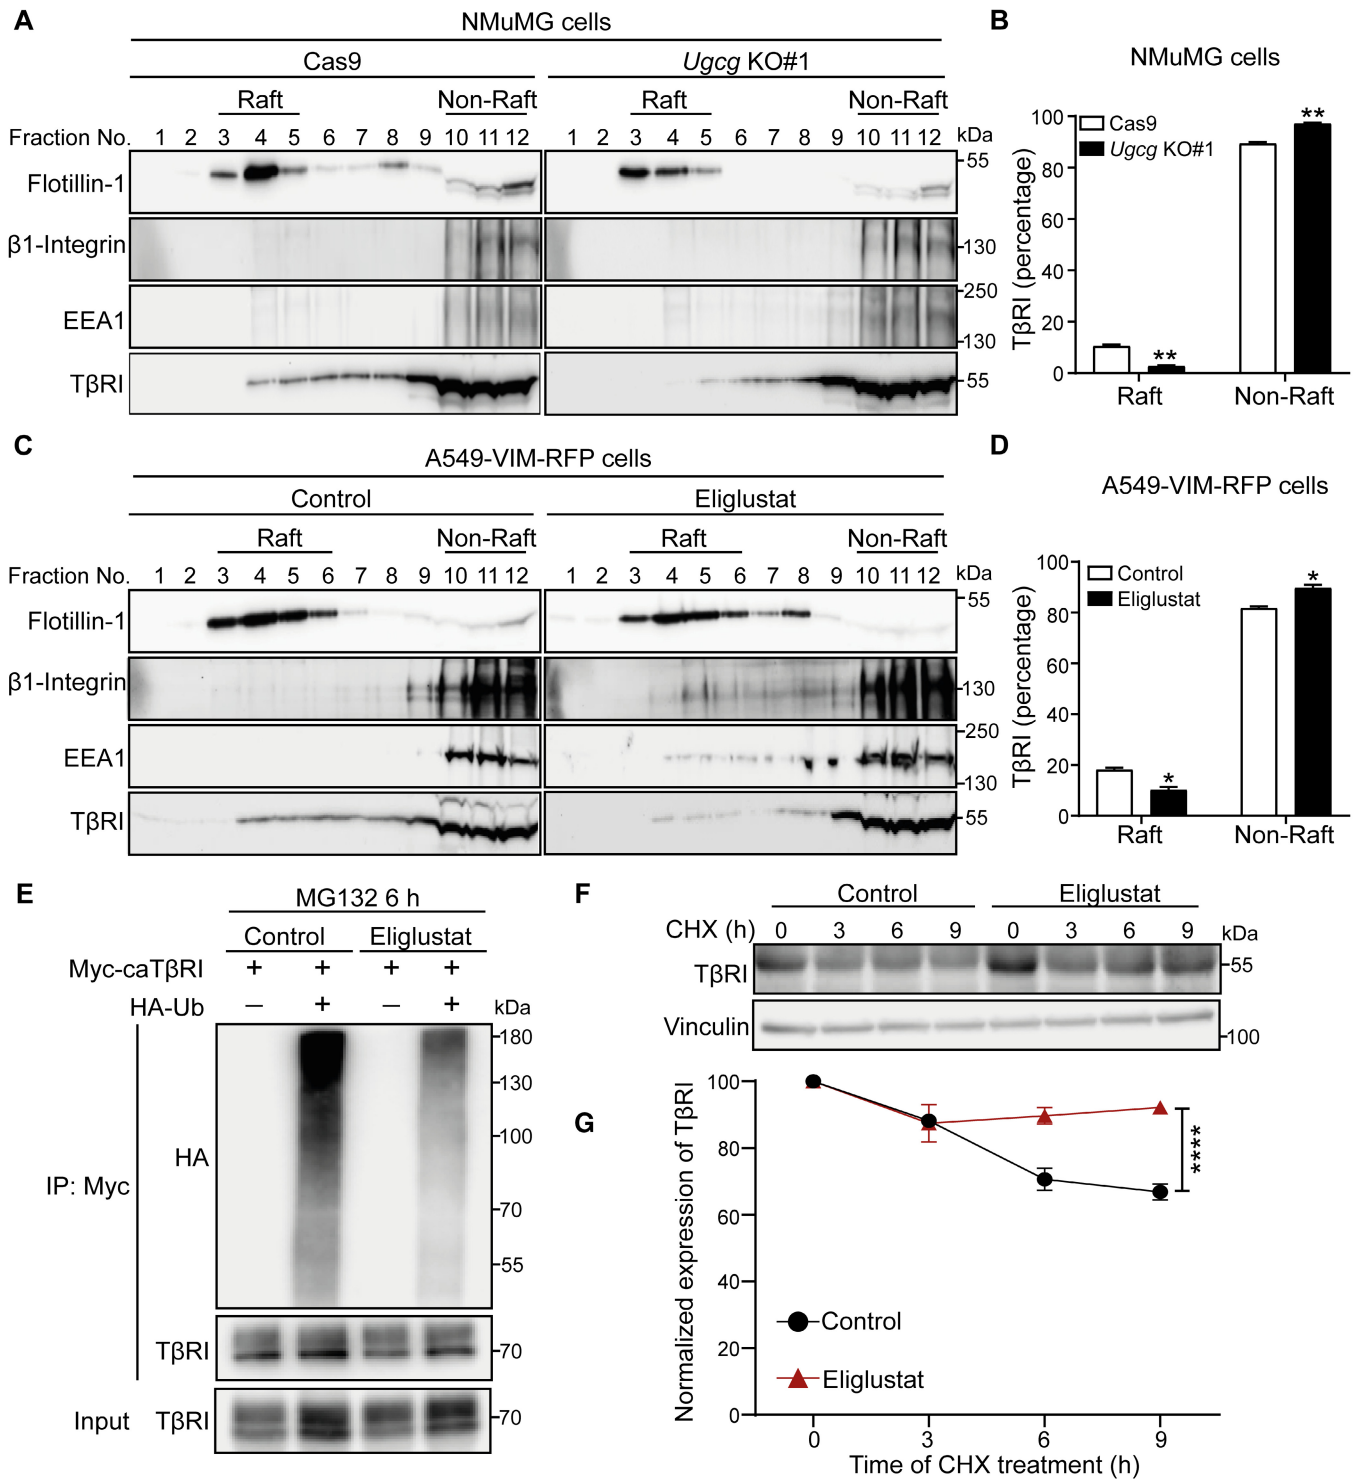 A
NMuMG cells
Cas9 Ugcg KO#1
Raft Non-Raft Raft Non-Raft
Fraction No. 1 2 3 4 5 6 7 8 9 10 11 12 1 2 3 4 5 6 7 8 9 10 11 12 kDa
Flotillin-1 55
β1-Integrin 130
EEA1 250
130
TβRI 55
B
NMuMG cells
TβRI (percentage)
100
80
60
40
20
0
Cas9
Ugcg KO#1
**
**
Raft Non-Raft
C
A549-VIM-RFP cells
Control Eliglustat
Raft Non-Raft Raft Non-Raft
Fraction No. 1 2 3 4 5 6 7 8 9 10 11 12 1 2 3 4 5 6 7 8 9 10 11 12 kDa
Flotillin-1 55
β1-Integrin 130
EEA1 250
130
TβRI 55
D
A549-VIM-RFP cells
TβRI (percentage)
100
80
60
40
20
0
Control
Eliglustat
*
*
Raft Non-Raft
E
MG132 6 h
Control Eliglustat
Myc-caTβRI + + + +
HA-Ub – + – + kDa
IP: Myc
HA
180
130
100
70
55
TβRI 70
Input TβRI 70
F
Control Eliglustat
CHX (h) 0 3 6 9 0 3 6 9 kDa
TβRI 55
Vinculin 100
G
Normalized expression of TβRI
100
80
60
40
20
0
****
Control
Eliglustat
0 3 6 9
Time of CHX treatment (h)